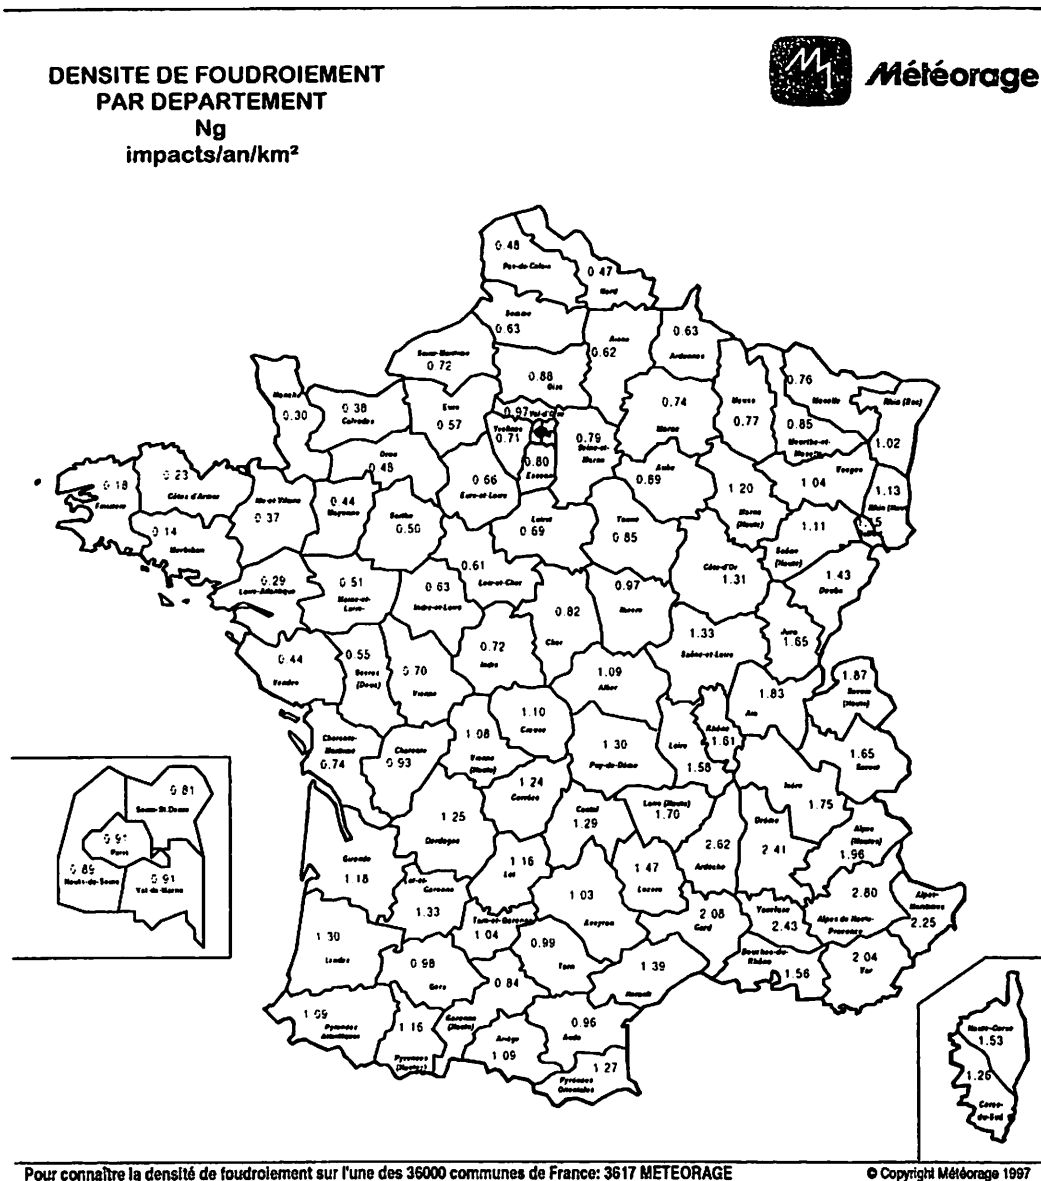 DENSITE DE FOUDROIEMENT
PAR DEPARTEMENT
Ng
impacts/an/km²
Météorage
0.48
Pas-de-Calais
0.47
Nord
Somme
0.63
Aisne
0.62
0.63
Ardennes
Seine-Maritime
0.72
0.88
Oise
Manche
0.30
0.38
Calvados
Eure
0.57
0.97
Val-d'Oise
Yvelines
0.71
0.80
Essonne
0.79
Seine-et-
Marne
0.74
Marne
Meuse
0.77
0.76
Moselle
0.85
Meurthe-et-
Moselle
Rhin (Bas)
1.02
Orne
0.48
0.66
Eure-et-Loire
Aube
0.89
1.20
Marne
(Haute)
Vosges
1.04
1.13
0.18
Finistère
0.23
Côtes d'Armor
0.14
Morbihan
Ile-et-Vilaine
0.37
0.44
Mayenne
Sarthe
0.50
Loiret
0.69
Yonne
0.85
1.11
Saône
(Haute)
0.29
Loire-Atlantique
0.51
Maine-et-
Loire-
0.63
Indre-et-Loire
0.61
Loir-et-Cher
0.82
Cher
0.97
Nièvre
Côte-d'Or
1.31
1.43
Doubs
Jura
1.65
0.44
Vendée
0.55
Sèvres
(Deux)
0.70
Vienne
0.72
Indre
1.09
Allier
1.33
Saône-et-Loire
1.83
Ain
1.87
Savoie
(Haute)
Charente-
Maritime
0.74
Charente
0.93
1.08
Vienne
(Haute)
1.10
Creuse
1.30
Puy-de-Dôme
Loire
1.58
Rhône
1.61
1.65
Savoie
Isère
1.75
1.24
Corrèze
1.25
Dordogne
Cantal
1.29
Loire (Haute)
1.70
2.62
Ardèche
Drôme
2.41
Alpes
(Hautes)
1.96
Gironde
1.18
Lot-et-
Garonne
1.33
1.16
Lot
1.03
Aveyron
1.47
Lozère
2.08
Gard
Vaucluse
2.43
2.80
Alpes de Haute-
Provence
Alpes-
Maritimes
2.25
1.30
Landes
0.98
Gers
Tarn-et-Garonne
1.04
0.99
Tarn
1.39
Hérault
Bouches-du-
Rhône
1.56
2.04
Var
1.09
Pyrénées
Atlantiques
1.16
Pyrénées
(Hautes)
0.84
Garonne
(Haute)
Ariège
1.09
0.96
Aude
1.27
Pyrénées
Orientales
0.81
Seine-St.Denis
0.91
Paris
0.89
Hauts-de-Seine
0.91
Val de Marne
Haute-Corse
1.53
1.26
Corse-
du-Sud
Pour connaître la densité de foudroiement sur l'une des 36000 communes de France: 3617 METEORAGE
© Copyright Météorage 1997